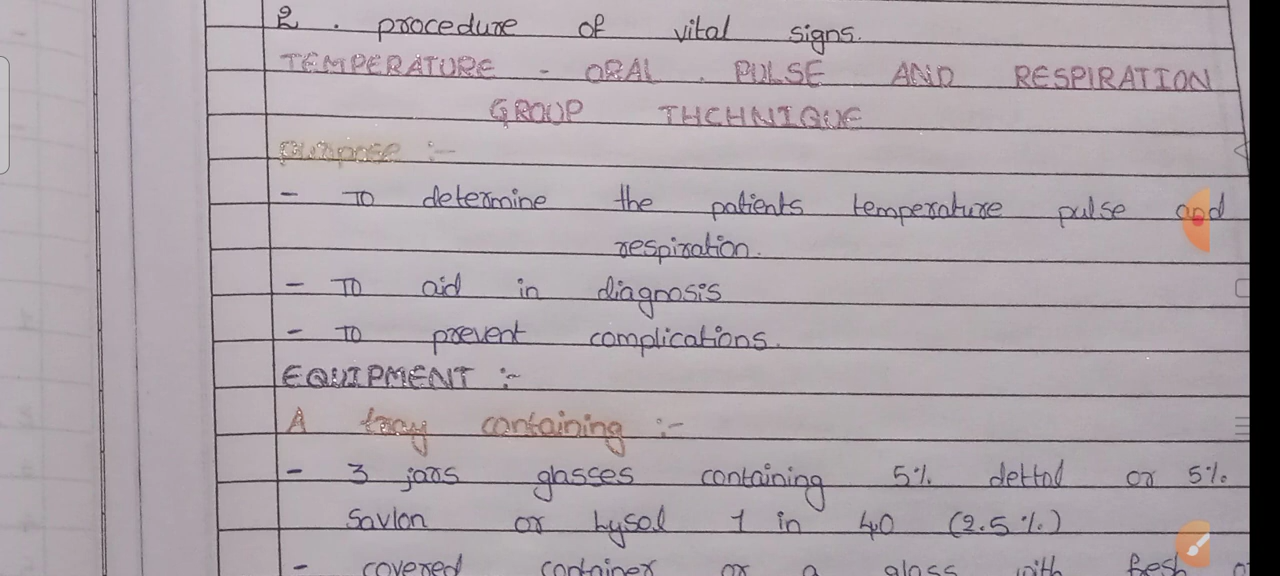 2. procedure of vital signs.
TEMPERATURE - ORAL. PULSE AND RESPIRATION
GROUP THCHNIQUE
purpose :-
- To determine the patients temperature pulse and
respiration.
- To aid in diagnosis
- To prevent complications.
EQUIPMENT :-
A tray containing :-
- 3 jars glasses containing 5% dettol or 5%
Savlon or Lysol 1 in 40 (2.5%)
- covered container or a glass with fresh